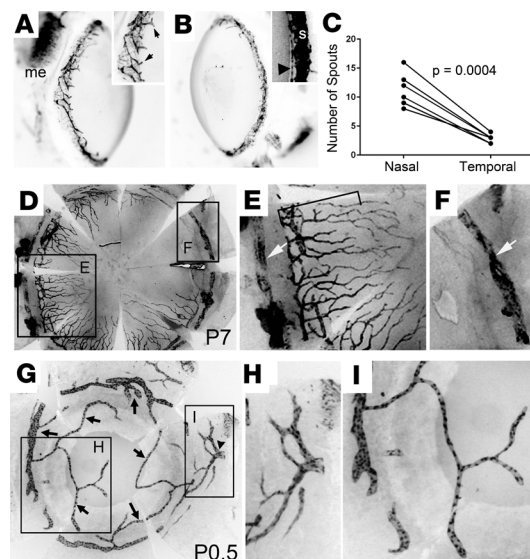 A
me
B
s
C
Number of Spouts
20
15
10
5
0
p = 0.0004
Nasal
Temporal
D
F
E
P7
E
F
G
I
H
P0.5
H
I